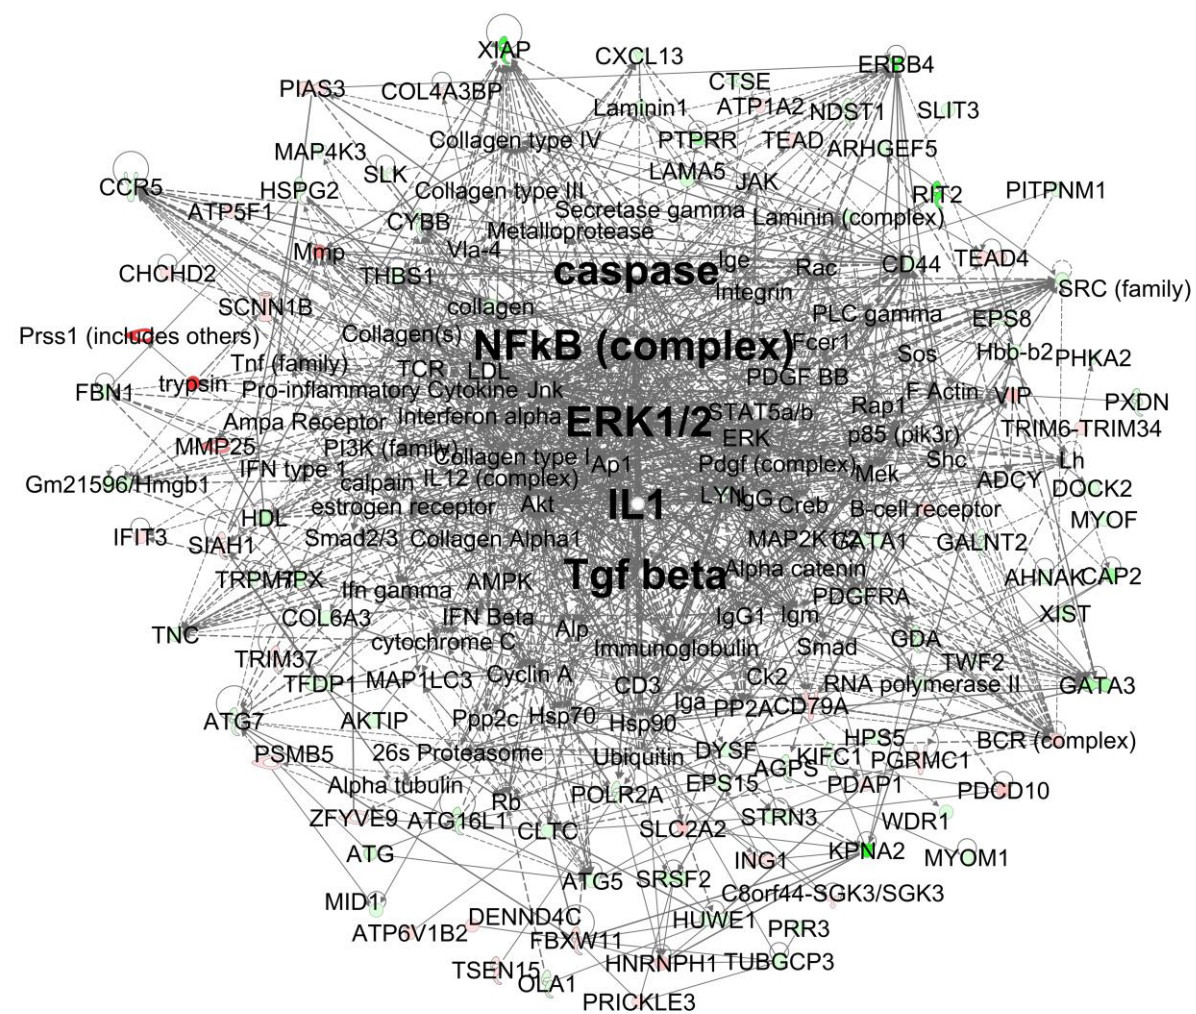 XIAP
CXCL13
ERBB4
PIAS3
COL4A3BP
CTSE
Laminin1
ATP1A2
NDST1
SLIT3
Collagen type IV
PTPRR
TEAD
ARHGEF5
MAP4K3
SLK
LAMA5
JAK
CCR5
HSPG2
Collagen type III
RIT2
PITPNM1
ATP5F1
CYBB
Secretase gamma
Laminin (complex)
Metalloprotease
Mmp
Vla-4
Ige
CHCHD2
THBS1
caspase
Rac
CD44
TEAD4
SCNN1B
collagen
Integrin
SRC (family)
PLC gamma
EPS8
Prss1 (includes others)
Collagen(s)
NFkB (complex)
Fcer1
Sos
Hbb-b2
PHKA2
Tnf (family)
TCR
LDL
PDGF BB
FBN1
trypsin
Pro-inflammatory Cytokine
Jnk
F Actin
VIP
PXDN
Ampa Receptor
Interferon alpha
ERK1/2
STAT5a/b
Rap1
TRIM6-TRIM34
MMP25
PI3K (family)
ERK
p85 (pik3r)
Collagen type I
Ap1
Pdgf (complex)
Shc
Lh
IFN type 1
calpain
IL12 (complex)
Mek
ADCY
Gm21596/Hmgb1
DOCK2
estrogen receptor
Akt
IL1
LYN
IgG
Creb
B-cell receptor
MYOF
HDL
IFIT3
SIAH1
Smad2/3
Collagen Alpha1
MAP2K1/2
GATA1
GALNT2
Tgf beta
Alpha catenin
TRPM7
TPX
Ifn gamma
AMPK
PDGFRA
AHNAK
CAP2
COL6A3
IFN Beta
IgG1
Igm
XIST
TNC
cytochrome C
Alp
Immunoglobulin
Smad
GDA
TRIM37
TWF2
TFDP1
MAP1LC3
Cyclin A
CD3
Ck2
RNA polymerase II
GATA3
Iga
PP2A
CD79A
ATG7
AKTIP
Ppp2c
Hsp70
Hsp90
PSMB5
26s Proteasome
Ubiquitin
DYSF
HPS5
BCR (complex)
KIFC1
PGRMC1
AGPS
Alpha tubulin
Rb
POLR2A
EPS15
PDAP1
PDCD10
ZFYVE9
ATG16L1
CLTC
SLC2A2
STRN3
WDR1
ATG
ING1
KPNA2
MYOM1
ATG5
SRSF2
C8orf44-SGK3/SGK3
MID1
DENND4C
HUWE1
PRR3
ATP6V1B2
FBXW11
TSEN15
HNRNPH1
TUBGCP3
OLA1
PRICKLE3